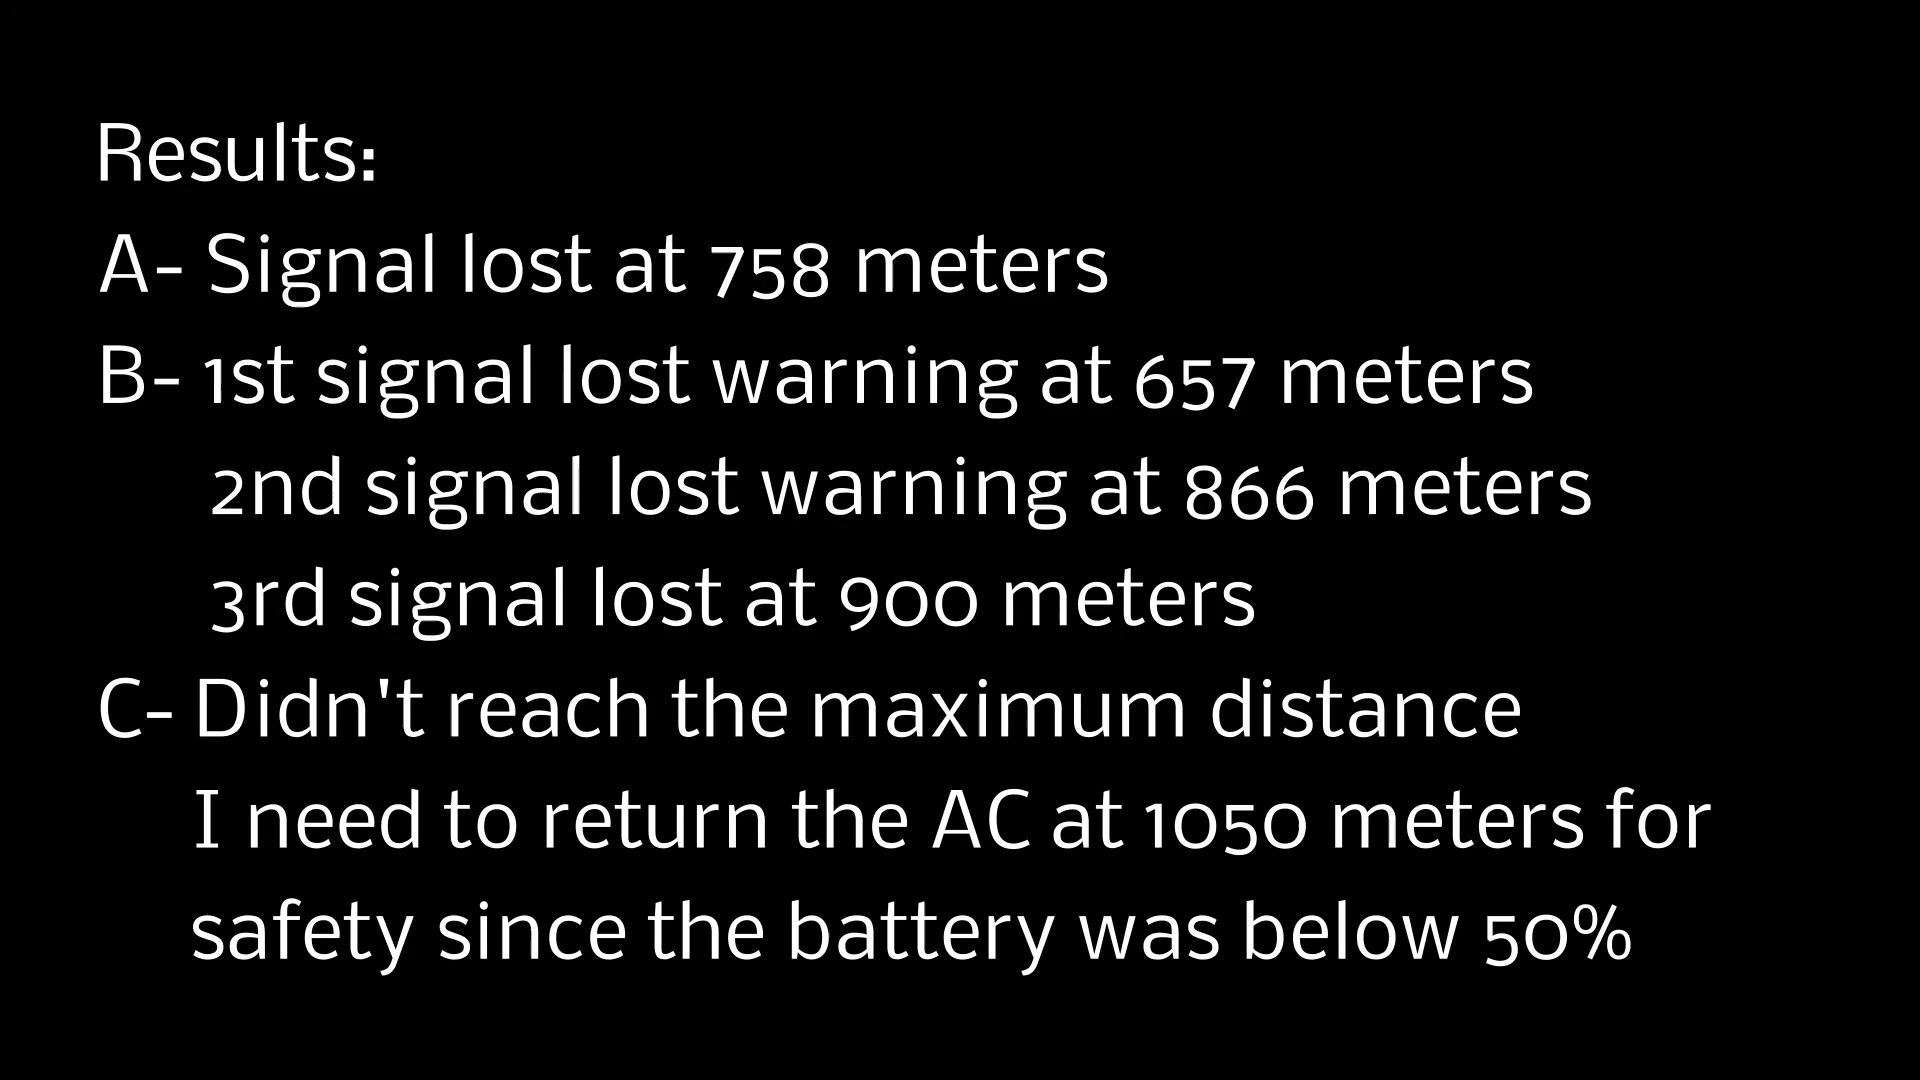 Results:
A- Signal lost at 758 meters
B- 1st signal lost warning at 657 meters
2nd signal lost warning at 866 meters
3rd signal lost at 900 meters
C- Didn't reach the maximum distance
I need to return the AC at 1050 meters for
safety since the battery was below 50%